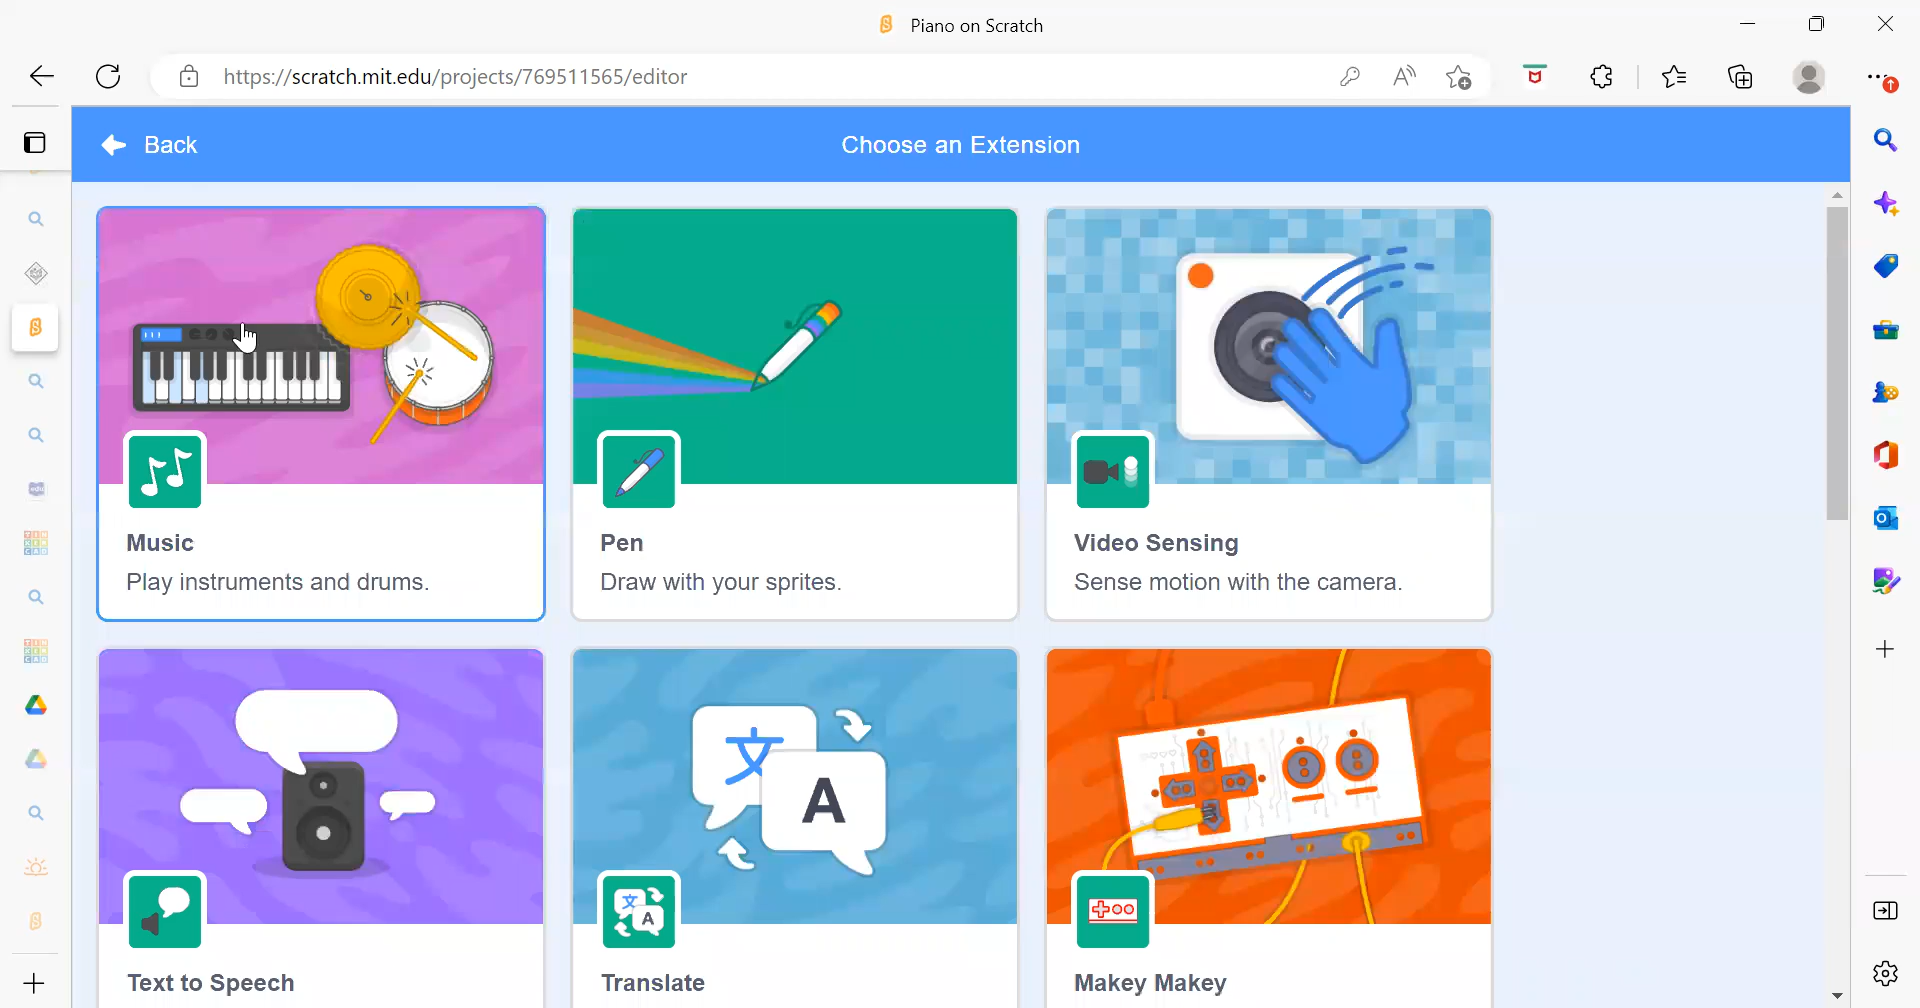 Piano on Scratch
https://scratch.mit.edu/projects/769511565/editor
Back
Choose an Extension
Music
Play instruments and drums.
Pen
Draw with your sprites.
Video Sensing
Sense motion with the camera.
文
A
文
A
Text to Speech
Translate
Makey Makey